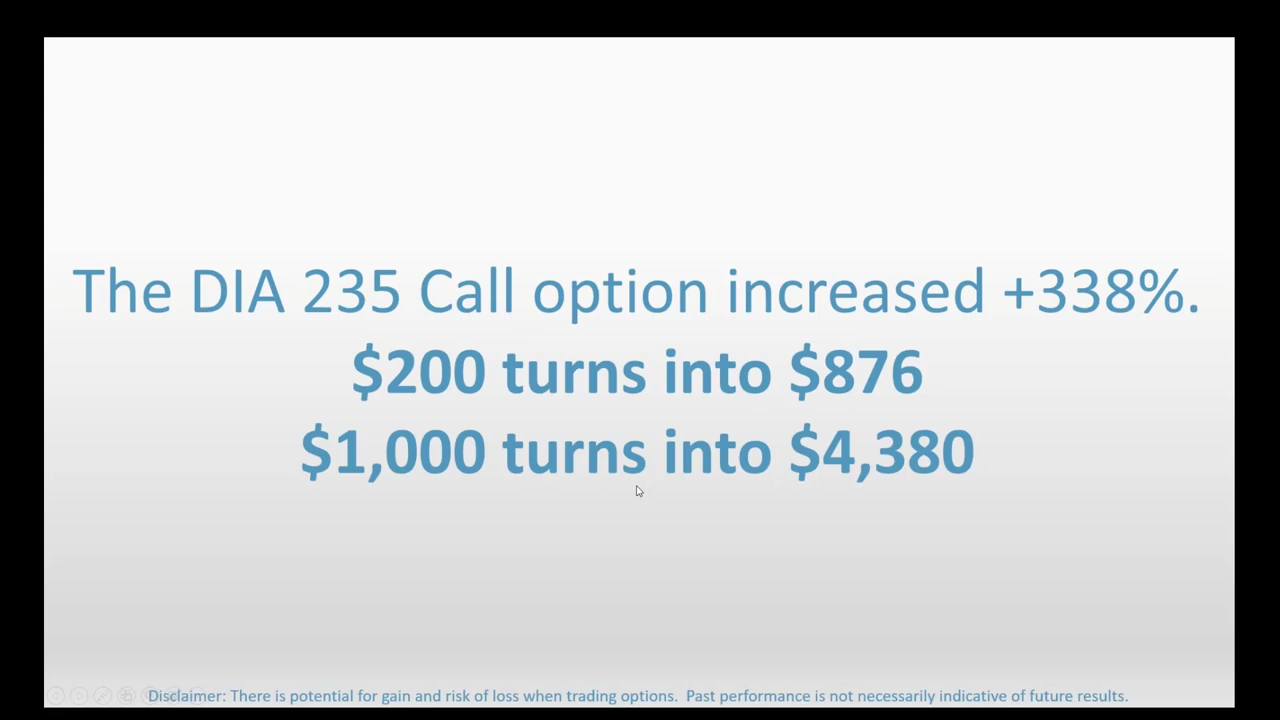 The DIA 235 Call option increased +338%.
$200 turns into $876
$1,000 turns into $4,380
Disclaimer: There is potential for gain and risk of loss when trading options.  Past performance is not necessarily indicative of future results.